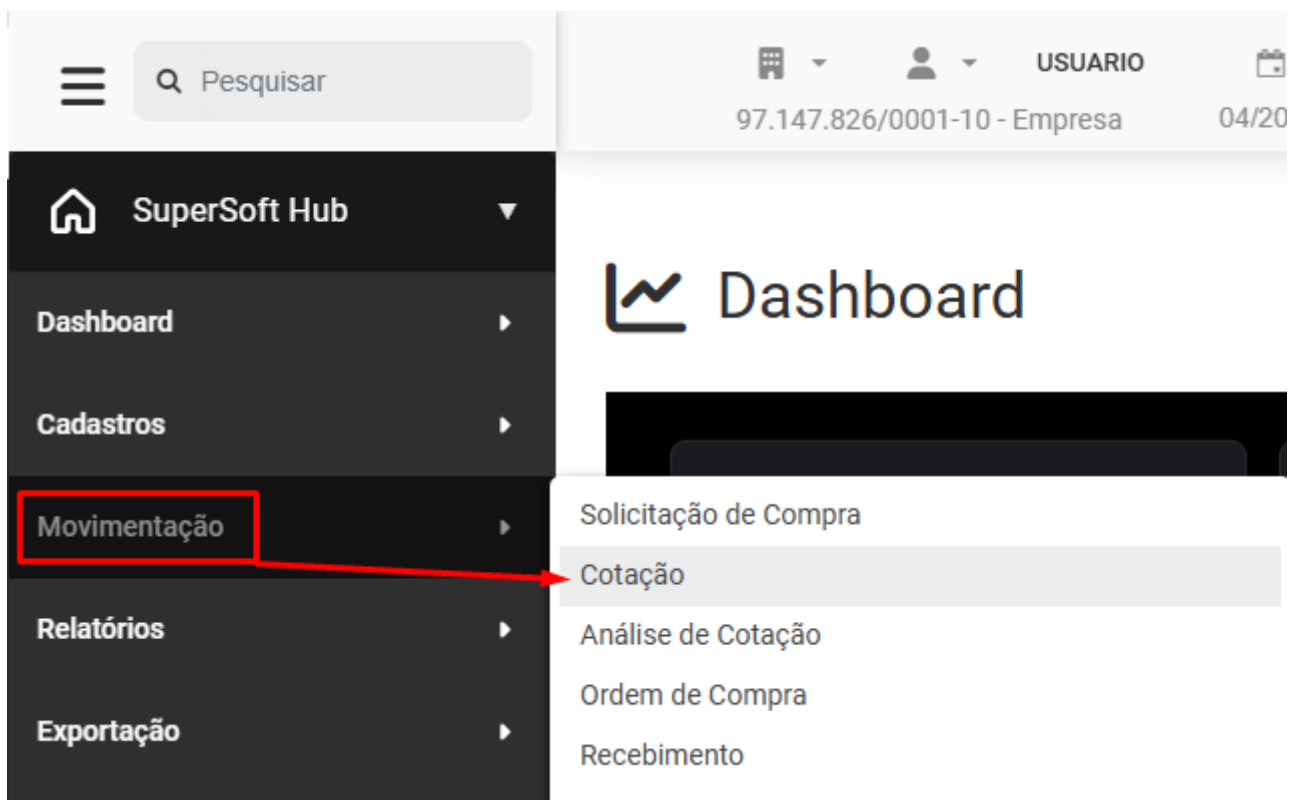 Pesquisar
USUARIO
97.147.826/0001-10 - Empresa
04/20
SuperSoft Hub
Dashboard
Dashboard
Cadastros
Movimentação
Solicitação de Compra
Cotação
Análise de Cotação
Ordem de Compra
Recebimento
Relatórios
Exportação